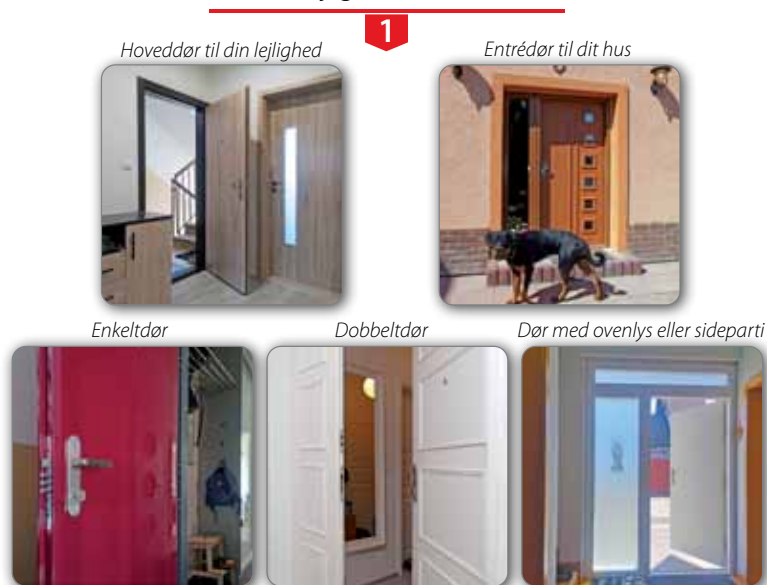 1
Hoveddør til din lejlighed
Entrédør til dit hus
Enkeltdør
Dobbeltdør
Dør med ovenlys eller sideparti